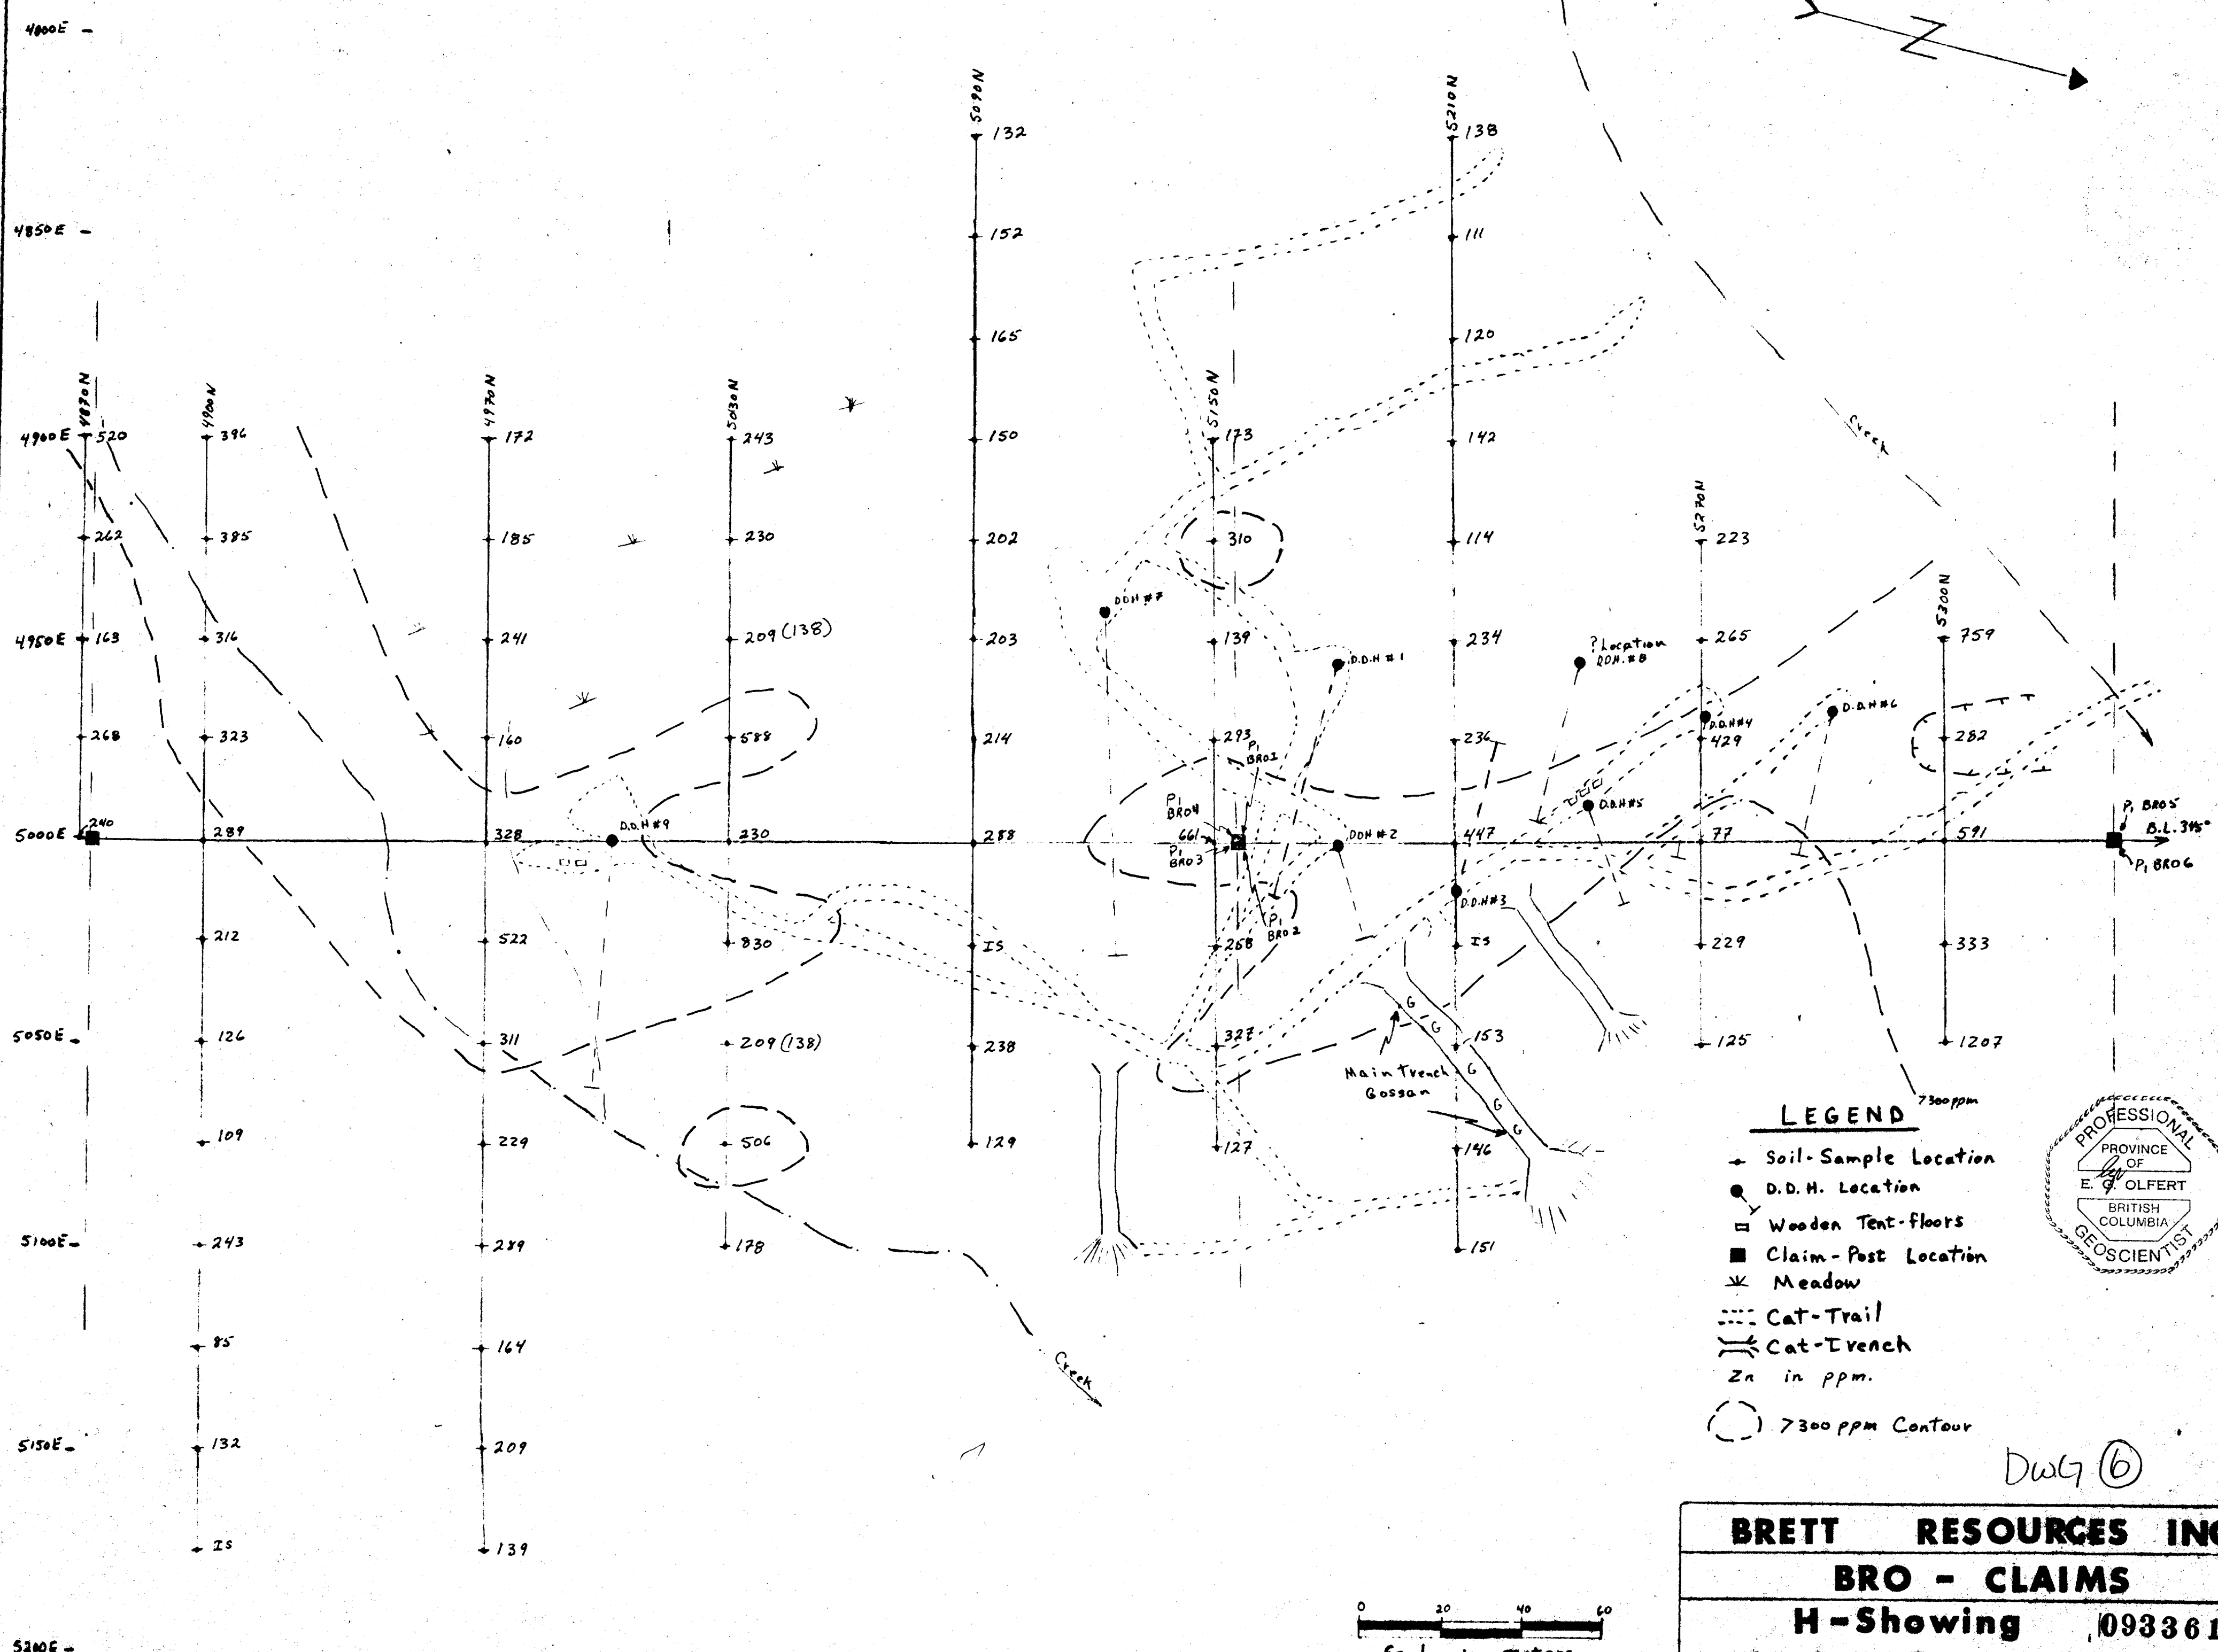 4800E
Z
5090N
5210N
132
138
4850E
152
111
165
120
4870N
4900N
4970N
5030N
5150N
Creek
4900E
520
396
172
243
150
173
142
5270N
262
385
185
230
202
310
114
223
5300N
DDH #7
4950E
163
316
241
209 (138)
203
139
234
265
759
D.D.H #1
? Location
DDH. #8
D.D.H #6
D.D.H #4
268
323
160
588
214
293
236
429
282
P1
BRO1
P1
BRO4
D.D.H #5
P1 BRO5
B.L. 345°
5000E
240
289
328
D.D.H #9
230
288
661
DDH #2
447
77
591
P1
BRO3
P1 BRO6
D.D.H #3
P1
BRO2
212
522
830
IS
268
IS
229
333
5050E
126
311
209 (138)
238
327
153
125
1207
G
G
G
G
G
Main Trench
Gossan
7300ppm
109
229
506
129
127
146
5100E
243
289
178
151
85
164
Creek
5150E
132
209
IS
139
5200E
LEGEND
Soil-Sample Location
D.D.H. Location
Wooden Tent-floors
Claim-Post Location
Meadow
Cat-Trail
Cat-Trench
Zn in ppm.
7300 ppm Contour
PROFESSIONAL
PROVINCE
OF
E. G. OLFERT
BRITISH
COLUMBIA
GEOSCIENTIST
DWG 6
0 20 40 60
BRETT RESOURCES INC
BRO - CLAIMS
H-Showing 093361